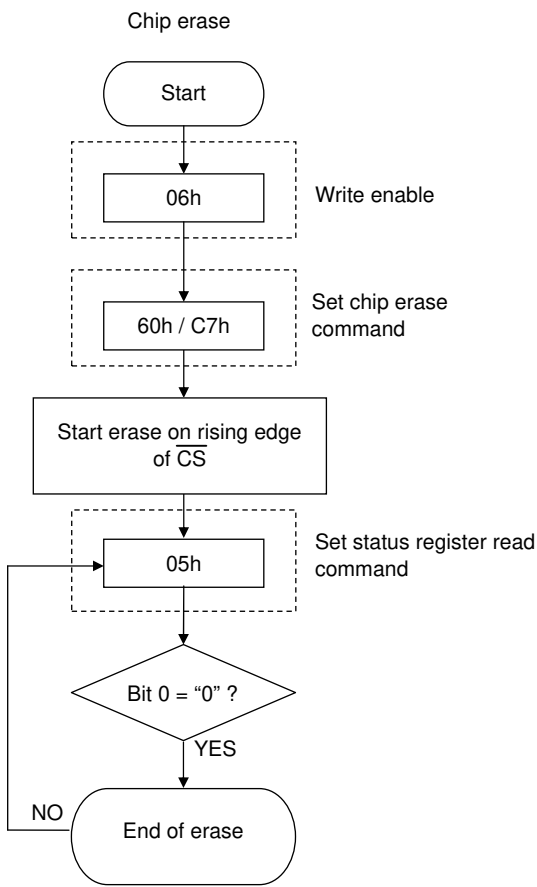 Chip erase
Start
06h
Write enable
60h / C7h
Set chip erase
command
Start erase on rising edge
of C̅S̅
05h
Set status register read
command
Bit 0 = “0” ?
YES
NO
End of erase